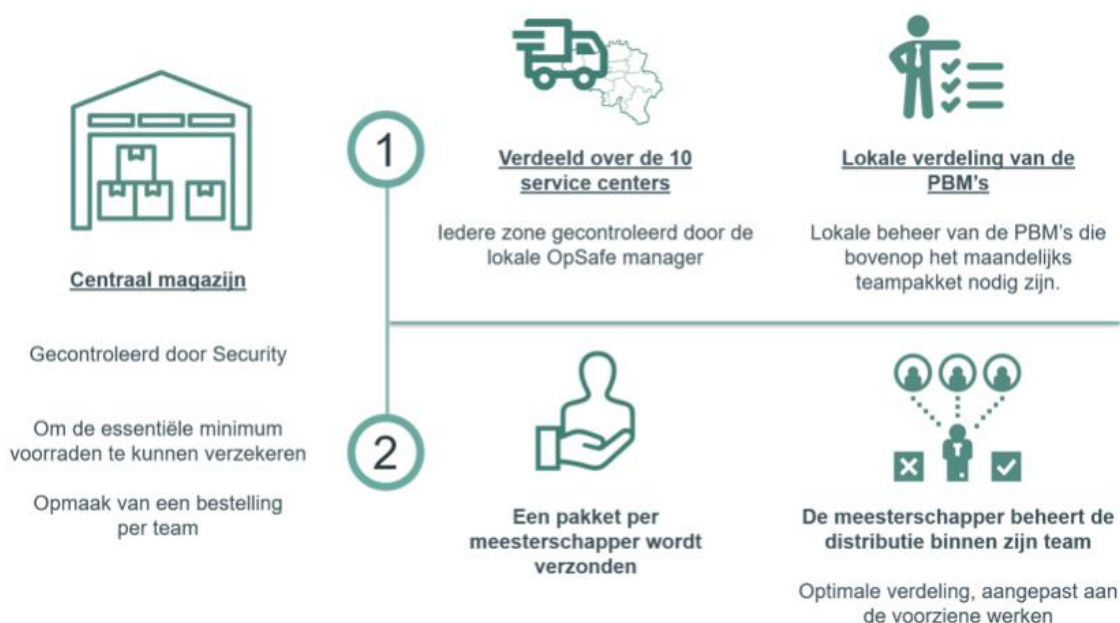 Centraal magazijn
Gecontroleerd door Security
Om de essentiële minimum
voorraden te kunnen verzekeren
Opmaak van een bestelling
per team
1
Verdeeld over de 10
service centers
Iedere zone gecontroleerd door de
lokale OpSafe manager
Lokale verdeling van de
PBM's
Lokale beheer van de PBM's die
bovenop het maandelijks
teampakket nodig zijn.
2
Een pakket per
meesterschapper wordt
verzonden
De meesterschapper beheert de
distributie binnen zijn team
Optimale verdeling, aangepast aan
de voorziene werken